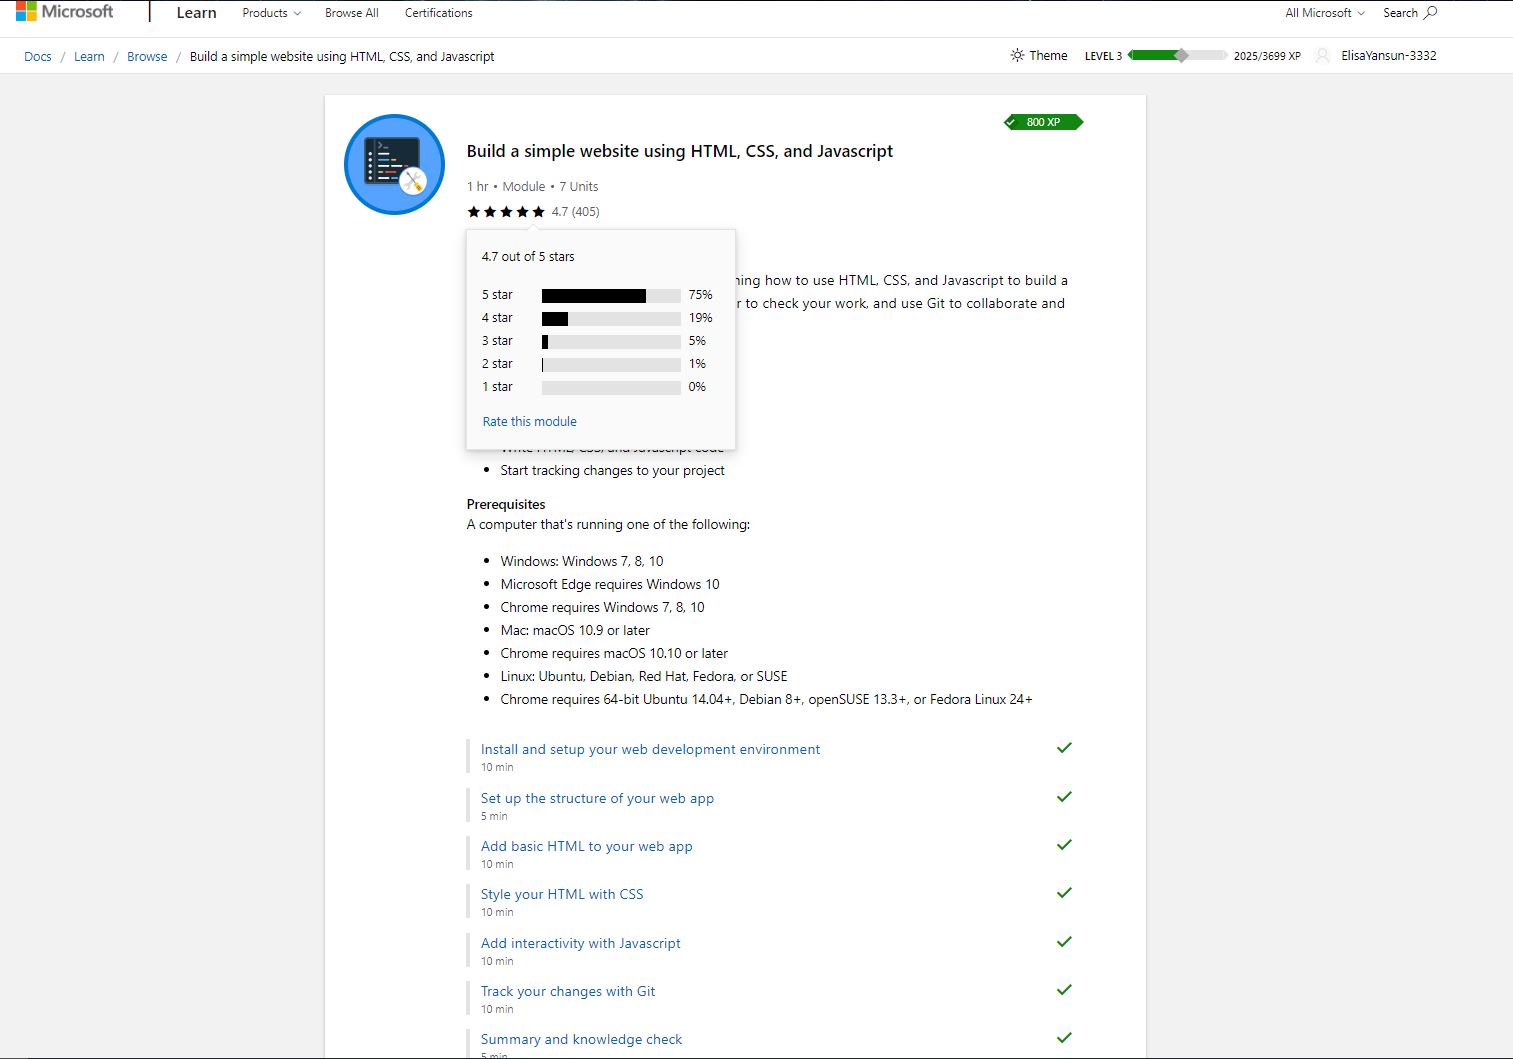 Microsoft
Learn
Products
Browse All
Certifications
All Microsoft
Search
Docs / Learn / Browse / Build a simple website using HTML, CSS, and Javascript
Theme
LEVEL 3
2025/3699 XP
ElisaYansun-3332
800 XP
Build a simple website using HTML, CSS, and Javascript
1 hr • Module • 7 Units
4.7 (405)
4.7 out of 5 stars
5 star 75%
4 star 19%
3 star 5%
2 star 1%
1 star 0%
Rate this module
how to use HTML, CSS, and Javascript to build a
to check your work, and use Git to collaborate and
Write HTML, CSS, and Javascript code
• Start tracking changes to your project
Prerequisites
A computer that's running one of the following:
• Windows: Windows 7, 8, 10
• Microsoft Edge requires Windows 10
• Chrome requires Windows 7, 8, 10
• Mac: macOS 10.9 or later
• Chrome requires macOS 10.10 or later
• Linux: Ubuntu, Debian, Red Hat, Fedora, or SUSE
• Chrome requires 64-bit Ubuntu 14.04+, Debian 8+, openSUSE 13.3+, or Fedora Linux 24+
Install and setup your web development environment
10 min
Set up the structure of your web app
5 min
Add basic HTML to your web app
10 min
Style your HTML with CSS
10 min
Add interactivity with Javascript
10 min
Track your changes with Git
10 min
Summary and knowledge check
5 min